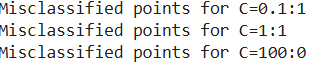 Misclassified points for C=0.1:1
Misclassified points for C=1:1
Misclassified points for C=100:0